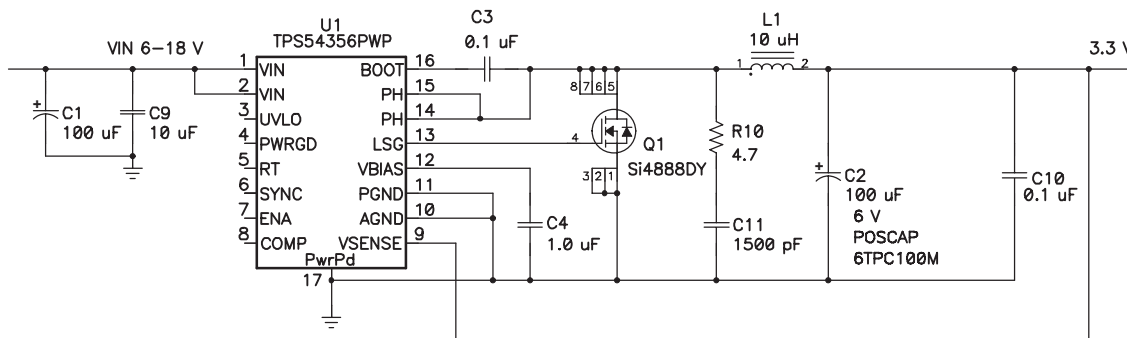 U1
TPS54356PWP
VIN 6–18 V
C3
0.1 uF
L1
10 uH
3.3 V
1 VIN
2 VIN
3 UVLO
4 PWRGD
5 RT
6 SYNC
7 ENA
8 COMP
BOOT 16
PH 15
PH 14
LSG 13
VBIAS 12
PGND 11
AGND 10
VSENSE 9
PwrPd
17
C1
100 uF
C9
10 uF
8 7 6 5
4
Q1
Si4888DY
3 2 1
1 2
R10
4.7
C4
1.0 uF
C11
1500 pF
C2
100 uF
6 V
POSCAP
6TPC100M
C10
0.1 uF